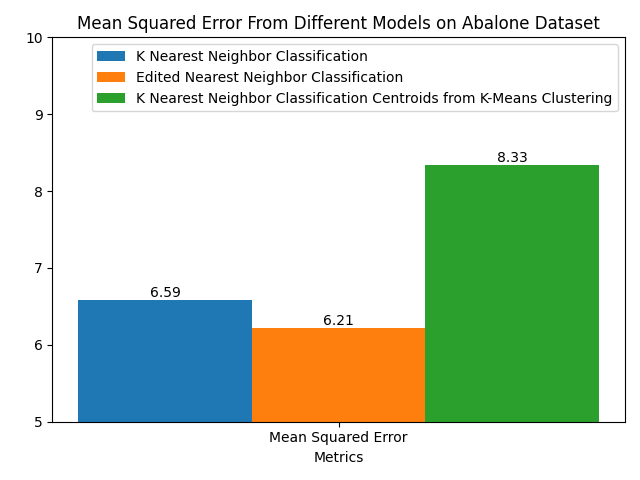 Mean Squared Error From Different Models on Abalone Dataset
K Nearest Neighbor Classification
Edited Nearest Neighbor Classification
K Nearest Neighbor Classification Centroids from K-Means Clustering
10
9
8
7
6
5
6.59
6.21
8.33
Mean Squared Error
Metrics